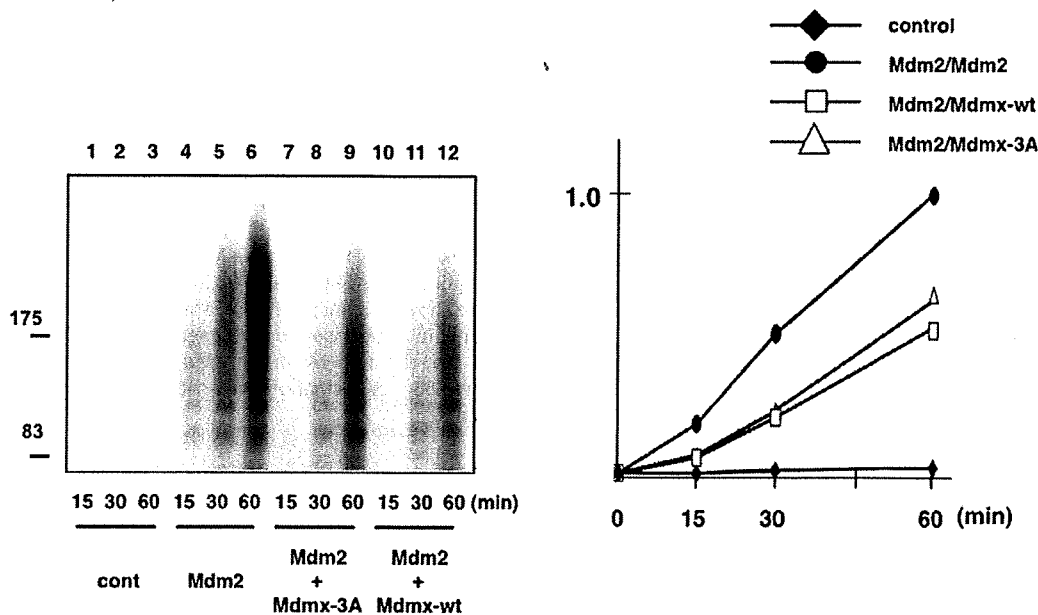 control
Mdm2/Mdm2
Mdm2/Mdmx-wt
Mdm2/Mdmx-3A
1 2 3 4 5 6 7 8 9 10 11 12
175
83
15 30 60 15 30 60 15 30 60 15 30 60 (min)
cont
Mdm2
Mdm2
+
Mdmx-3A
Mdm2
+
Mdmx-wt
1.0
0 15 30 60 (min)